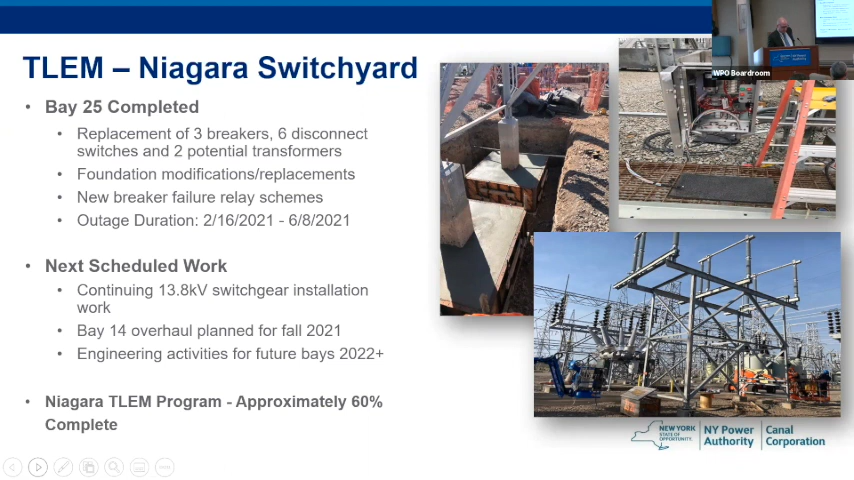 WPO Boardroom
TLEM – Niagara Switchyard
• Bay 25 Completed
• Replacement of 3 breakers, 6 disconnect
switches and 2 potential transformers
• Foundation modifications/replacements
• New breaker failure relay schemes
• Outage Duration: 2/16/2021 - 6/8/2021
• Next Scheduled Work
• Continuing 13.8kV switchgear installation
work
• Bay 14 overhaul planned for fall 2021
• Engineering activities for future bays 2022+
• Niagara TLEM Program - Approximately 60%
Complete
NEW YORK
STATE OF
OPPORTUNITY.
NY Power
Authority
Canal
Corporation